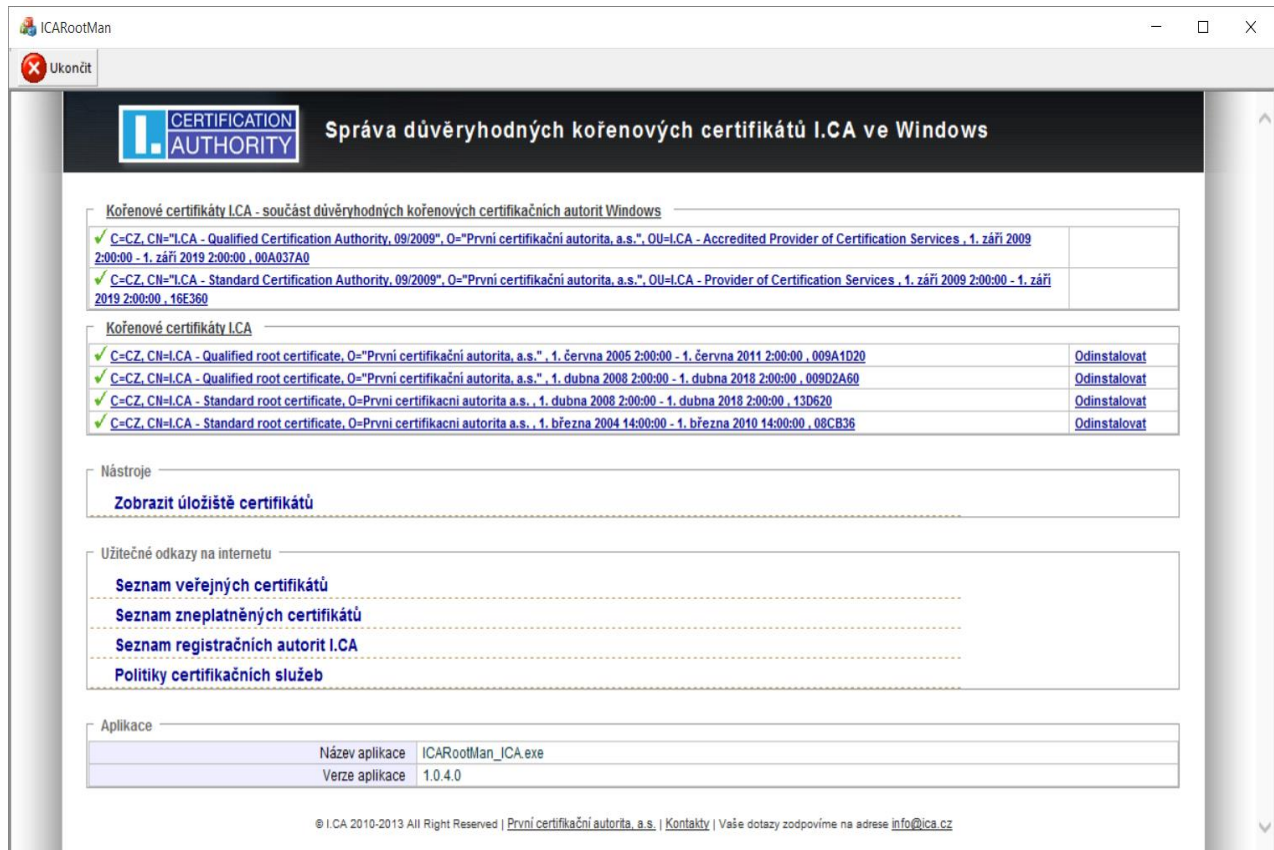 ICARootMan
Ukončit
I. CERTIFICATION
AUTHORITY
Správa důvěryhodných kořenových certifikátů I.CA ve Windows
Kořenové certifikáty I.CA - součást důvěryhodných kořenových certifikačních autorit Windows
C=CZ, CN="I.CA - Qualified Certification Authority, 09/2009", O="První certifikační autorita, a.s.", OU=I.CA - Accredited Provider of Certification Services , 1. září 2009
2:00:00 - 1. září 2019 2:00:00 , 00A037A0
C=CZ, CN="I.CA - Standard Certification Authority, 09/2009", O="První certifikační autorita, a.s.", OU=I.CA - Provider of Certification Services , 1. září 2009 2:00:00 - 1. září
2019 2:00:00 , 16E360
Kořenové certifikáty I.CA
C=CZ, CN=I.CA - Qualified root certificate, O="První certifikační autorita, a.s." , 1. června 2005 2:00:00 - 1. června 2011 2:00:00 , 009A1D20 Odinstalovat
C=CZ, CN=I.CA - Qualified root certificate, O="První certifikační autorita, a.s." , 1. dubna 2008 2:00:00 - 1. dubna 2018 2:00:00 , 009D2A60 Odinstalovat
C=CZ, CN=I.CA - Standard root certificate, O=Prvni certifikacni autorita a.s. , 1. dubna 2008 2:00:00 - 1. dubna 2018 2:00:00 , 13D620 Odinstalovat
C=CZ, CN=I.CA - Standard root certificate, O=Prvni certifikacni autorita a.s. , 1. března 2004 14:00:00 - 1. března 2010 14:00:00 , 08CB36 Odinstalovat
Nástroje
Zobrazit úložiště certifikátů
Užitečné odkazy na internetu
Seznam veřejných certifikátů
Seznam zneplatněných certifikátů
Seznam registračních autorit I.CA
Politiky certifikačních služeb
Aplikace
Název aplikace ICARootMan_ICA.exe
Verze aplikace 1.0.4.0
© I.CA 2010-2013 All Right Reserved | První certifikační autorita, a.s. | Kontakty | Vaše dotazy zodpovíme na adrese info@ica.cz